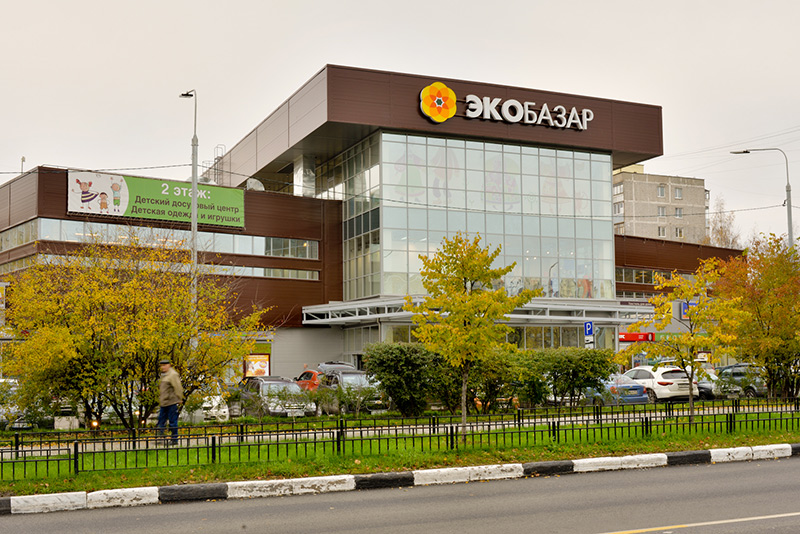 ЭКОБАЗАР
2 этаж:
Детский досуговый центр
Детская одежда и игрушки
P